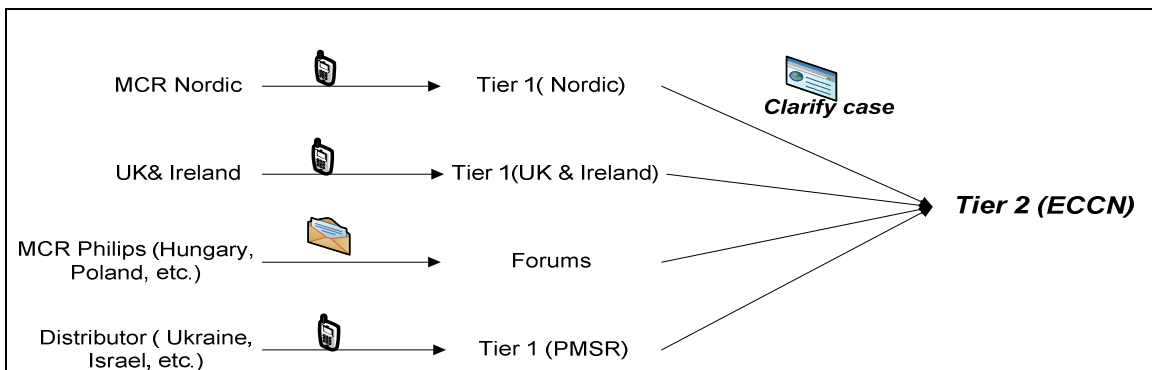 MCR Nordic
Tier 1( Nordic)
Clarify case
UK& Ireland
Tier 1(UK & Ireland)
Tier 2 (ECCN)
MCR Philips (Hungary,
Poland, etc.)
Forums
Distributor ( Ukraine,
Israel, etc.)
Tier 1 (PMSR)